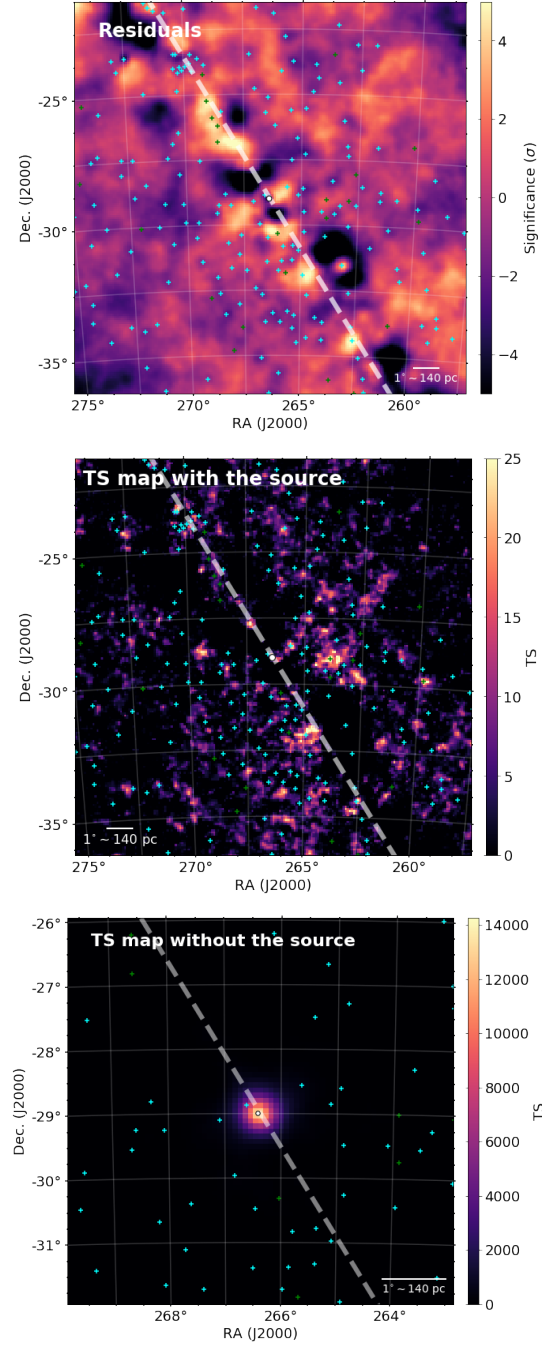 Residuals
-25°
-30°
-35°
Dec. (J2000)
275°
270°
265°
260°
RA (J2000)
1° ~ 140 pc
4
2
0
−2
−4
Significance (σ)
TS map with the source
-25°
-30°
-35°
Dec. (J2000)
275°
270°
265°
260°
RA (J2000)
1° ~ 140 pc
25
20
15
10
5
0
TS
TS map without the source
-26°
-27°
-28°
-29°
-30°
-31°
Dec. (J2000)
268°
266°
264°
RA (J2000)
1° ~ 140 pc
14000
12000
10000
8000
6000
4000
2000
0
TS